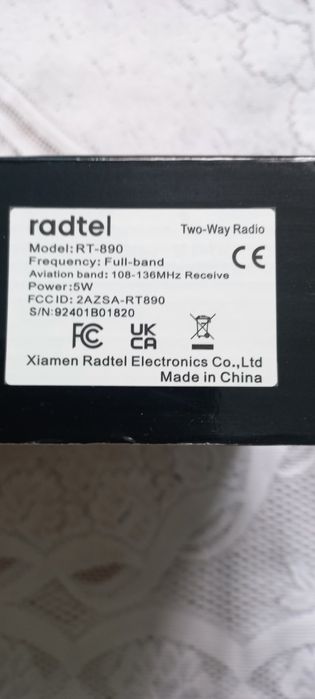 radtel Two-Way Radio
Model: RT-890
Frequency: Full-band
Aviation band: 108-136MHz Receive
Power:5W
FCC ID: 2AZSA-RT890
S/N:92401B01820
CE
FC
UK
CA
Xiamen Radtel Electronics Co.,Ltd
Made in China